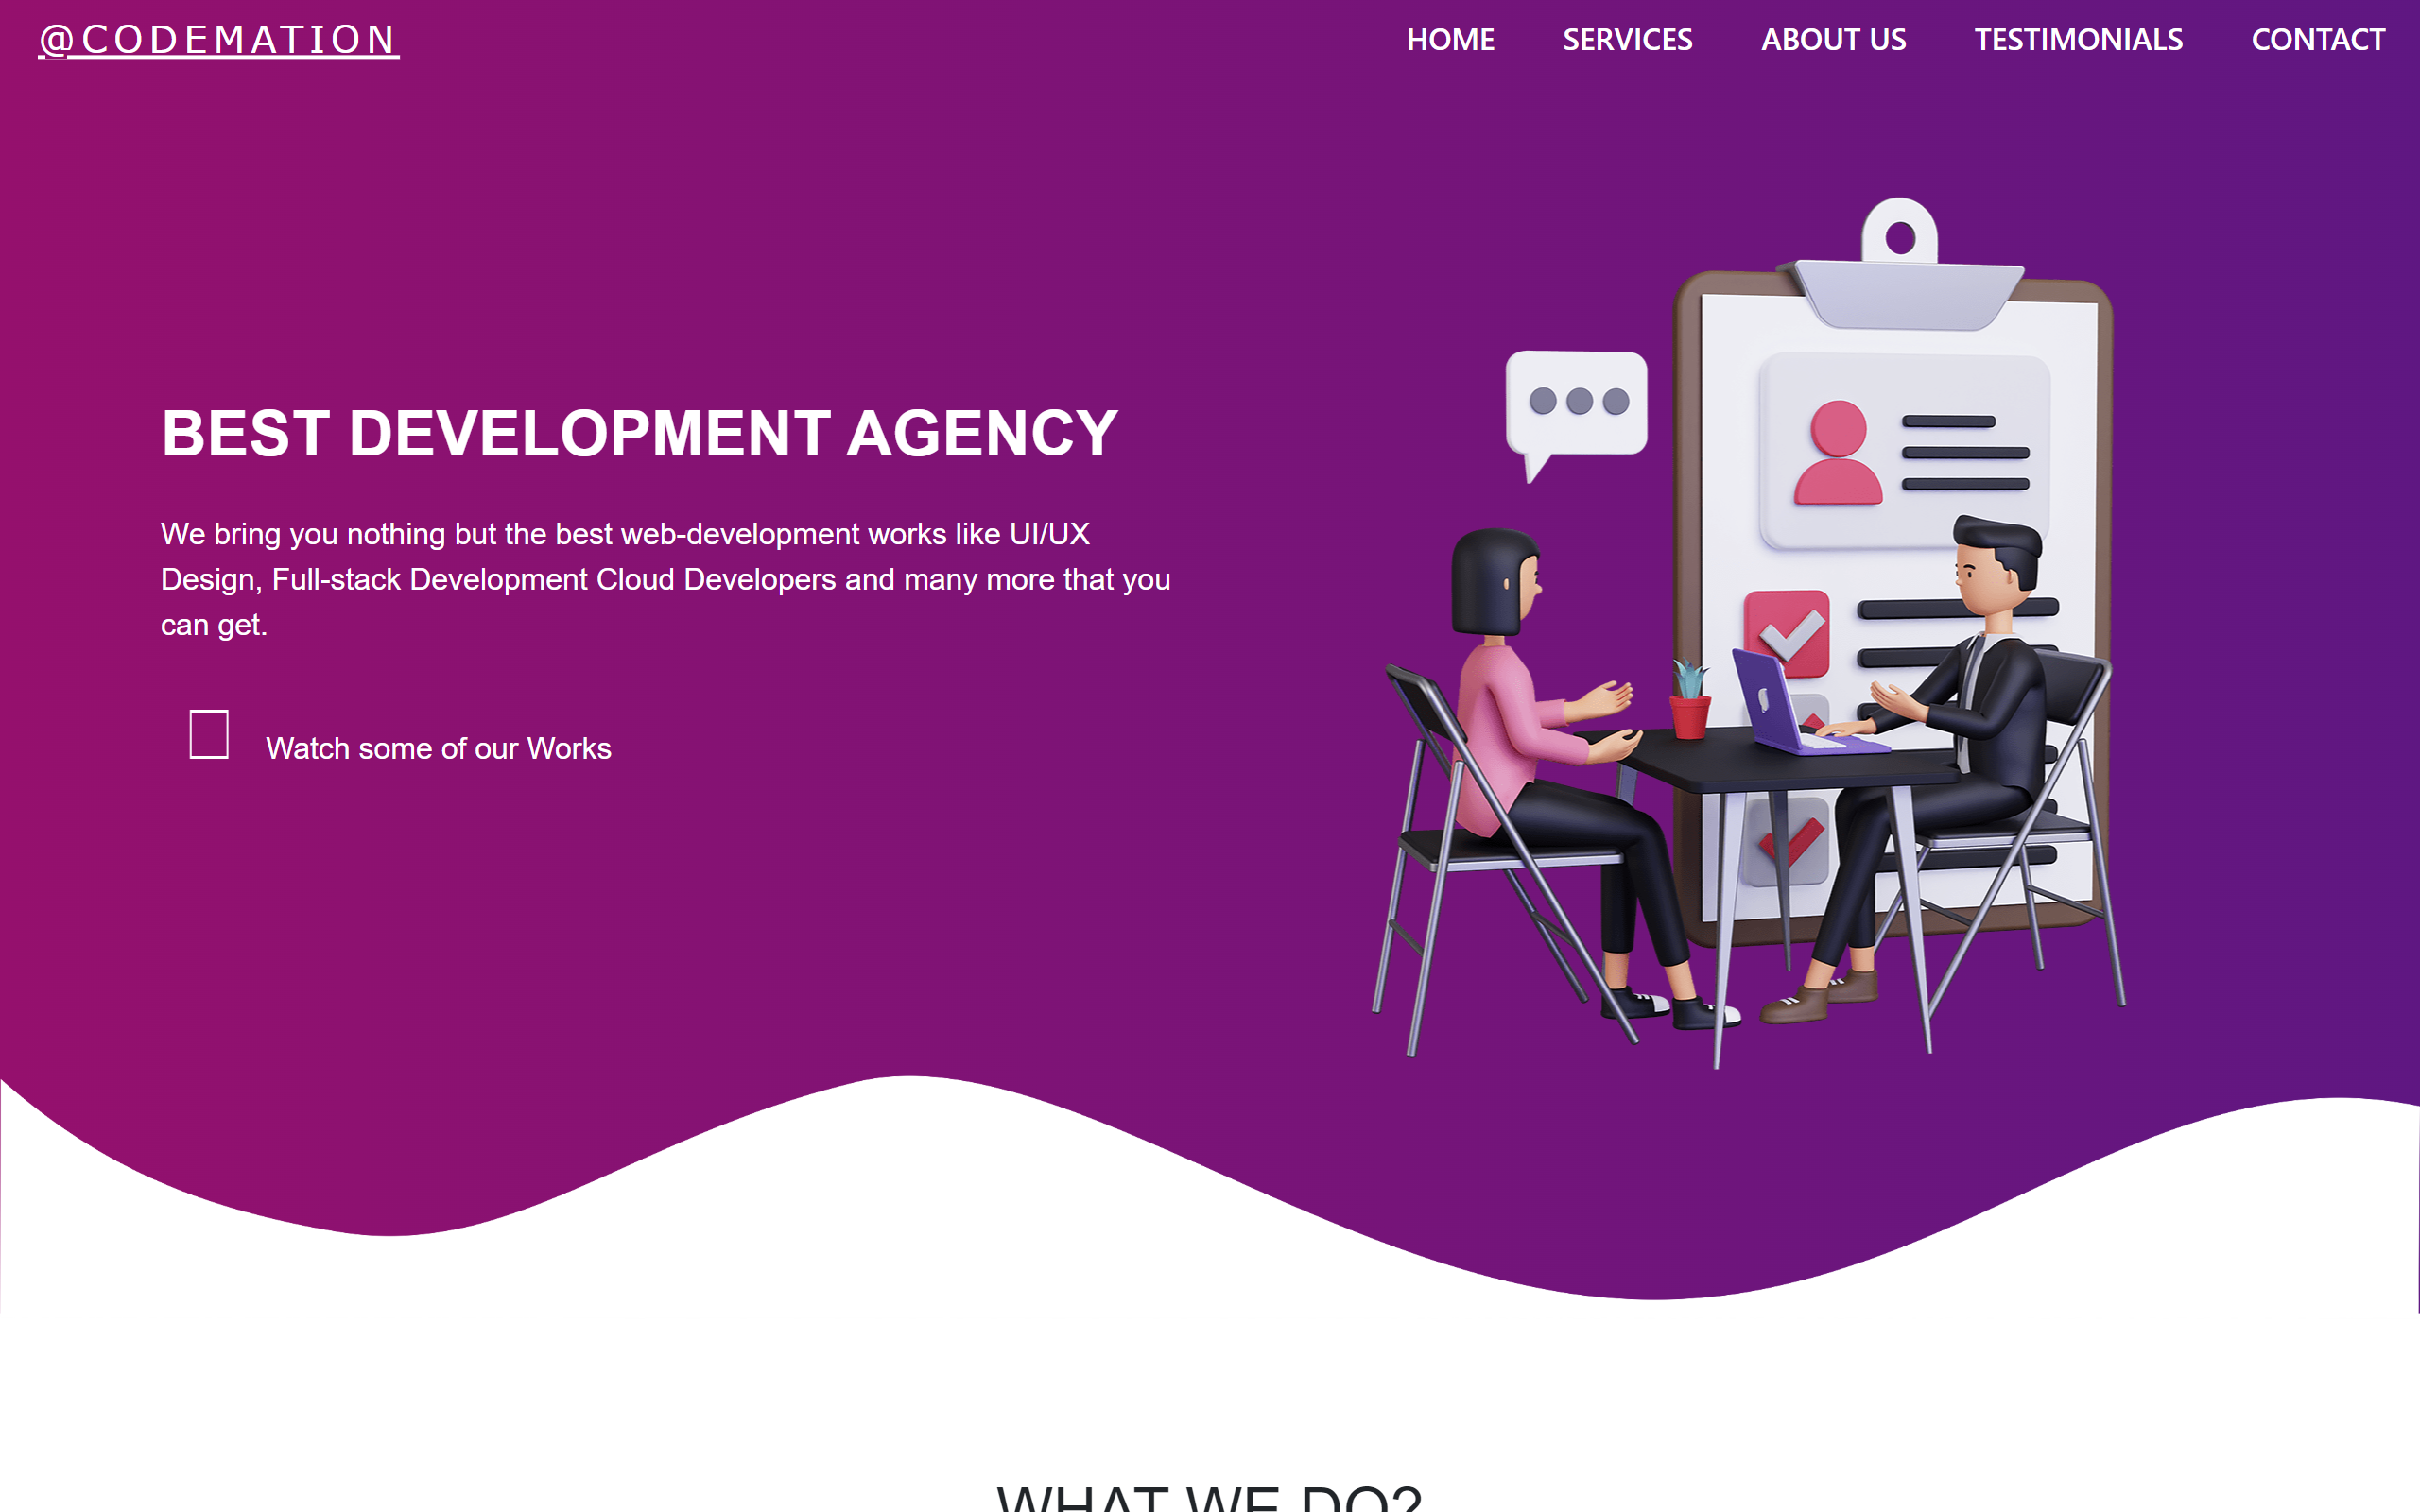 @CODEMATION
HOME SERVICES ABOUT US TESTIMONIALS CONTACT
BEST DEVELOPMENT AGENCY
We bring you nothing but the best web-development works like UI/UX
Design, Full-stack Development Cloud Developers and many more that you
can get.
Watch some of our Works
WHAT WE DO?